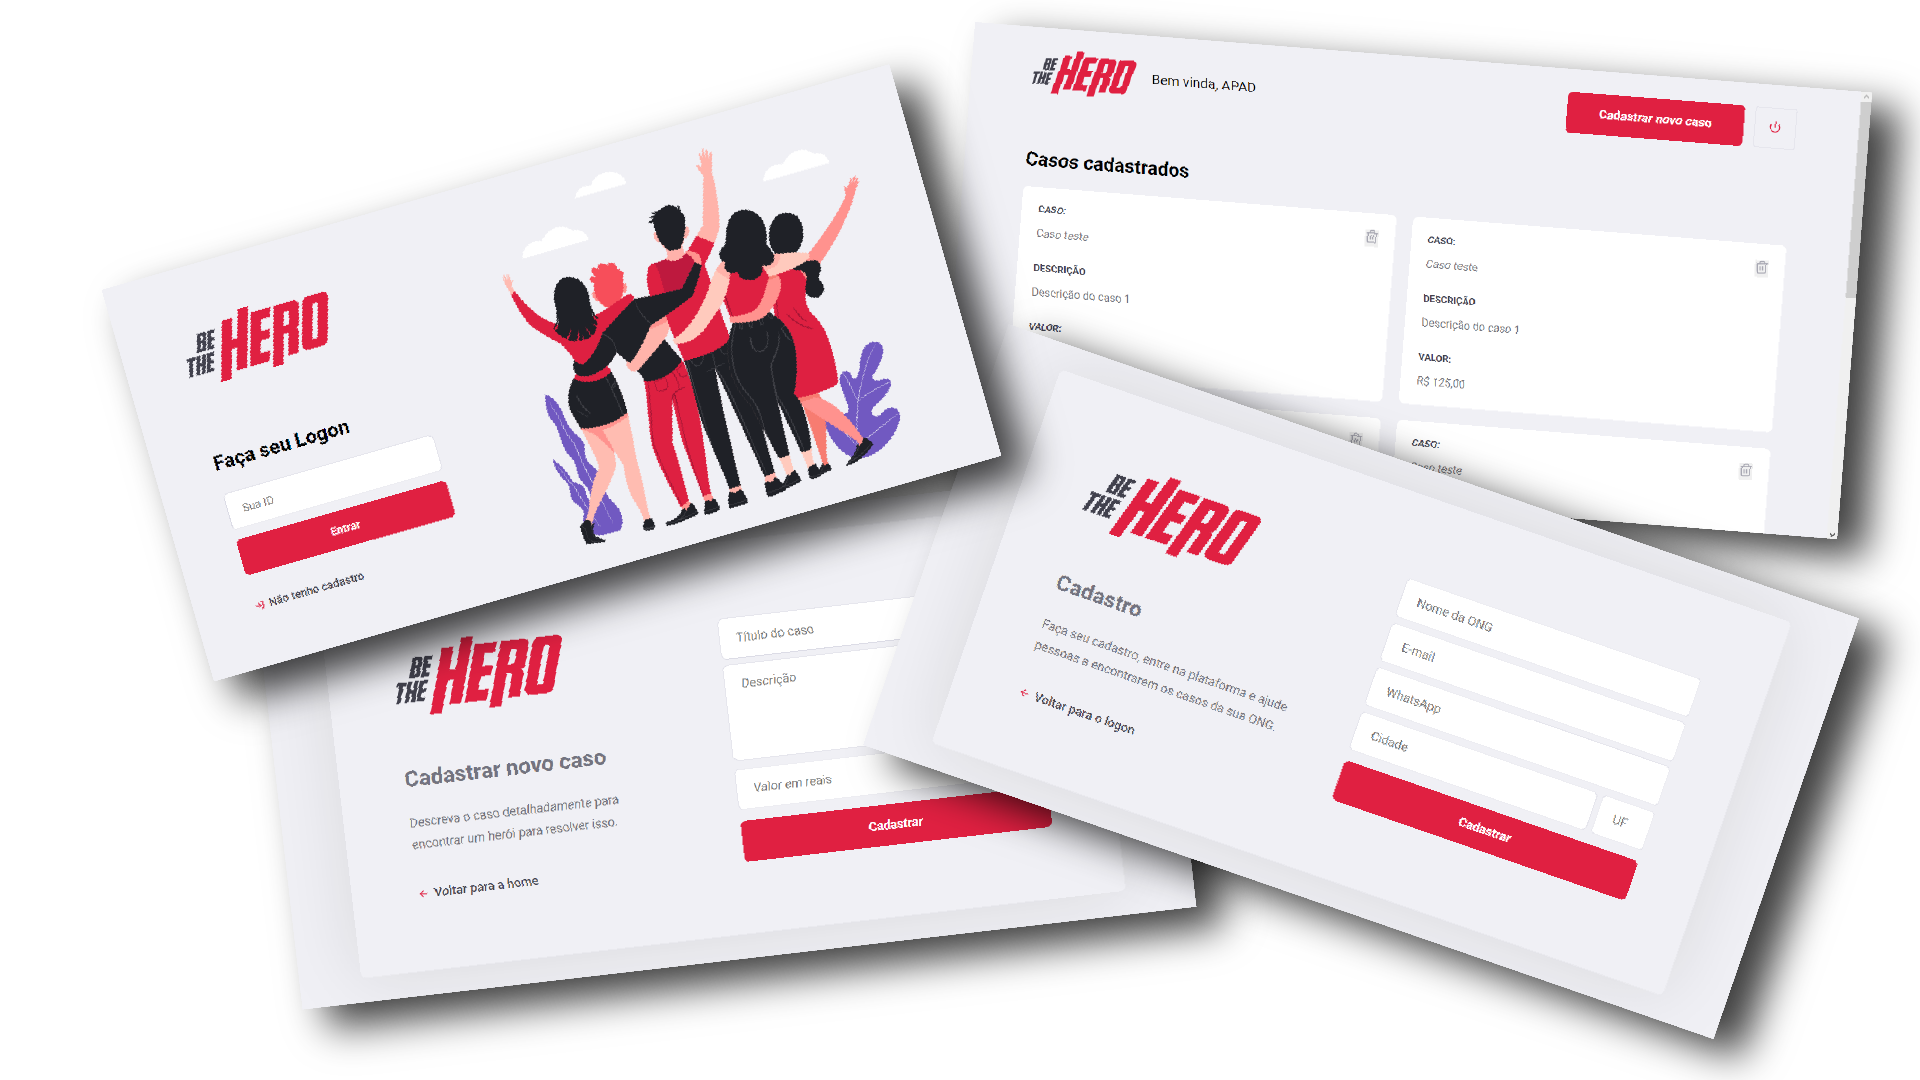 BE THE HERO
Faça seu Logon
Sua ID
Entrar
Não tenho cadastro
BE THE HERO
Bem vinda, APAD
Cadastrar novo caso
Casos cadastrados
CASO:
Caso teste
DESCRIÇÃO
Descrição do caso 1
VALOR:
CASO:
Caso teste
DESCRIÇÃO
Descrição do caso 1
VALOR:
R$ 125,00
CASO:
Caso teste
BE THE HERO
Cadastrar novo caso
Descreva o caso detalhadamente para
encontrar um herói para resolver isso.
Voltar para a home
Título do caso
Descrição
Valor em reais
Cadastrar
BE THE HERO
Cadastro
Faça seu cadastro, entre na plataforma e ajude
pessoas a encontrarem os casos da sua ONG.
Voltar para o logon
Nome da ONG
E-mail
WhatsApp
Cidade
UF
Cadastrar